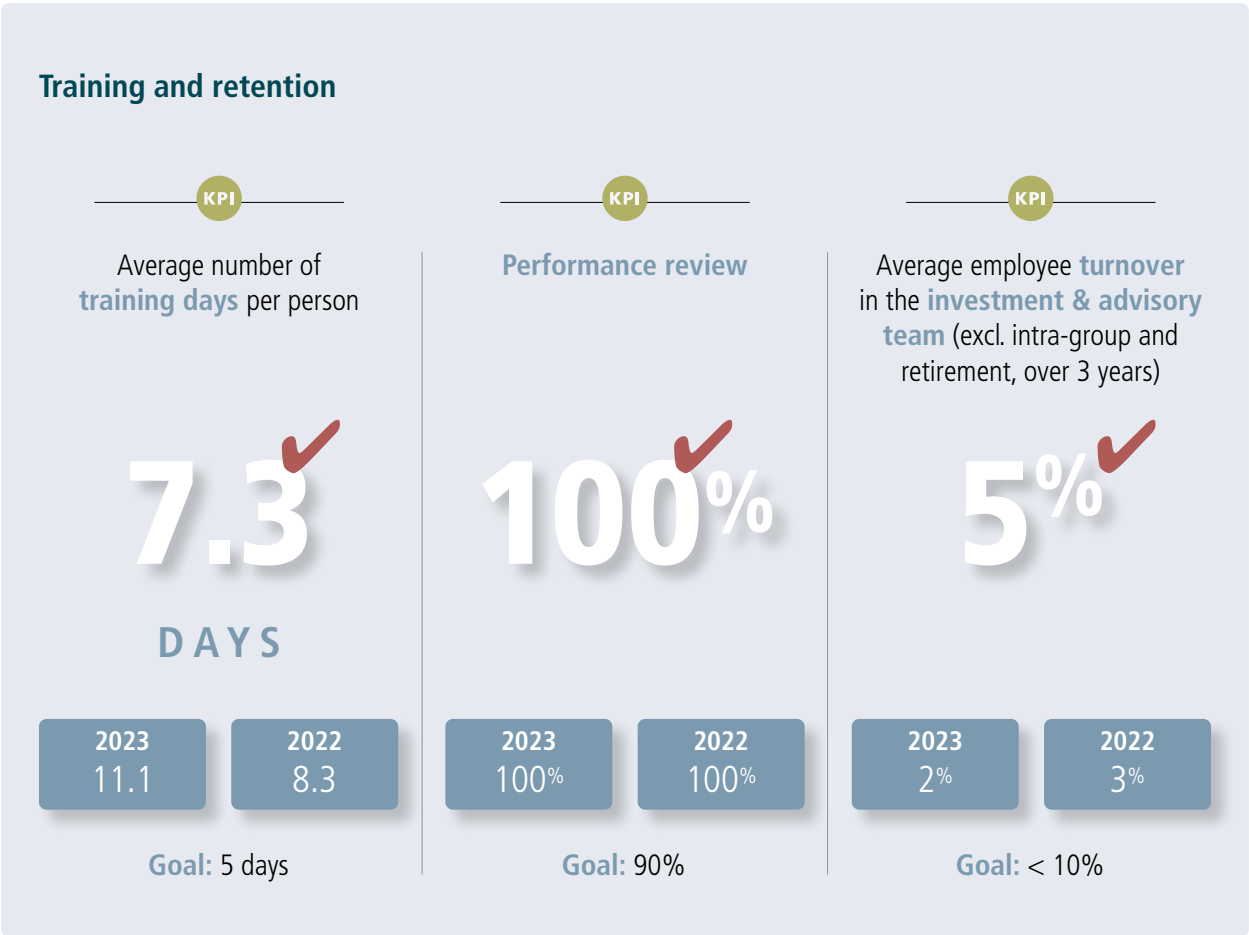 Training and retention
KPI
Average number of
training days per person
7.3
DAYS
2023
11.1
2022
8.3
Goal: 5 days
KPI
Performance review
100%
2023
100%
2022
100%
Goal: 90%
KPI
Average employee turnover
in the investment & advisory
team (excl. intra-group and
retirement, over 3 years)
5%
2023
2%
2022
3%
Goal: < 10%